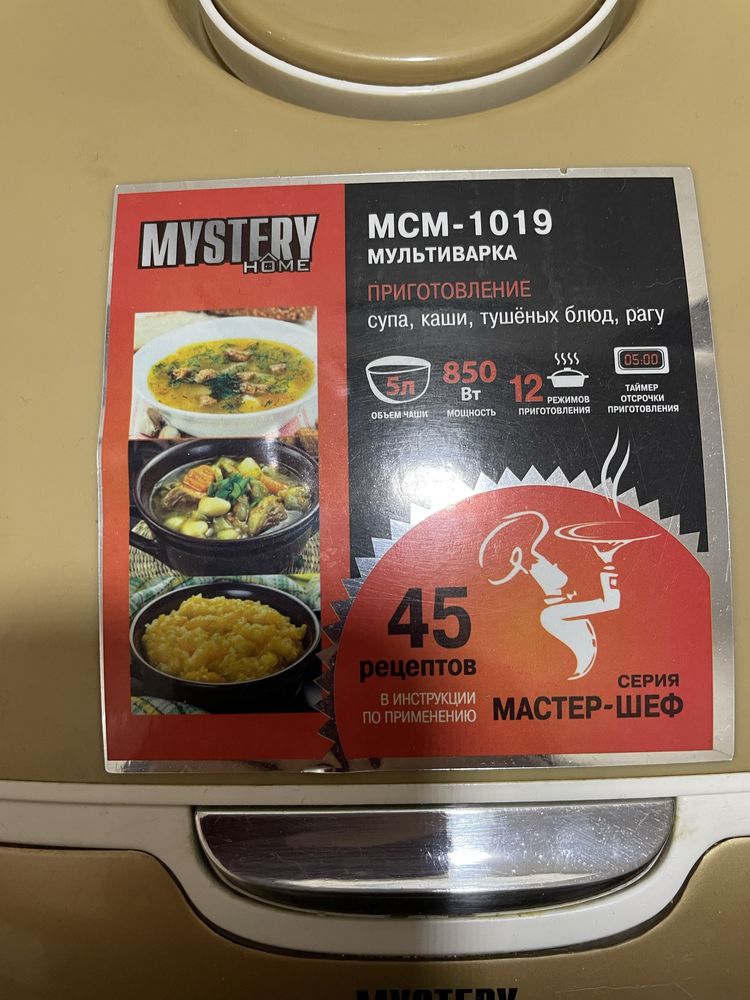 MYSTERY
HOME
МСМ-1019
МУЛЬТИВАРКА
ПРИГОТОВЛЕНИЕ
супа, каши, тушёных блюд, рагу
5л
ОБЪЕМ ЧАШИ
850
Вт
МОЩНОСТЬ
12 РЕЖИМОВ
ПРИГОТОВЛЕНИЯ
05:00
ТАЙМЕР
ОТСРОЧКИ
ПРИГОТОВЛЕНИЯ
45
рецептов
В ИНСТРУКЦИИ
ПО ПРИМЕНЕНИЮ
СЕРИЯ
МАСТЕР-ШЕФ
MYSTERY